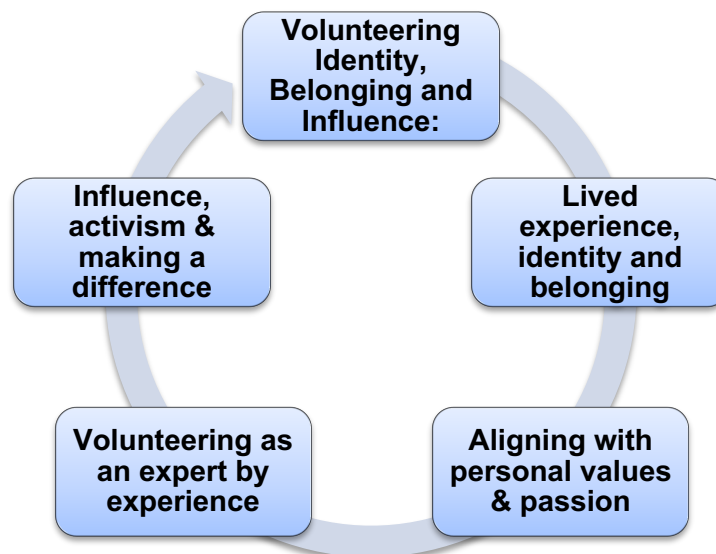 Volunteering
Identity,
Belonging and
Influence:
Lived
experience,
identity and
belonging
Aligning with
personal values
& passion
Volunteering as
an expert by
experience
Influence,
activism &
making a
difference